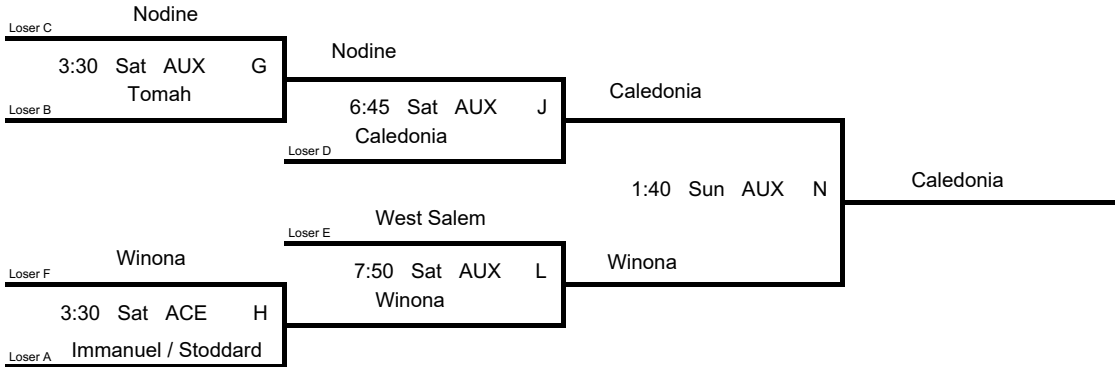 Nodine
Loser C
3:30 Sat AUX G
Tomah
Loser B
Nodine
6:45 Sat AUX J
Caledonia
Loser D
Caledonia
1:40 Sun AUX N
Caledonia
West Salem
Loser E
7:50 Sat AUX L
Winona
Winona
Winona
Loser F
3:30 Sat ACE H
Immanuel / Stoddard
Loser A